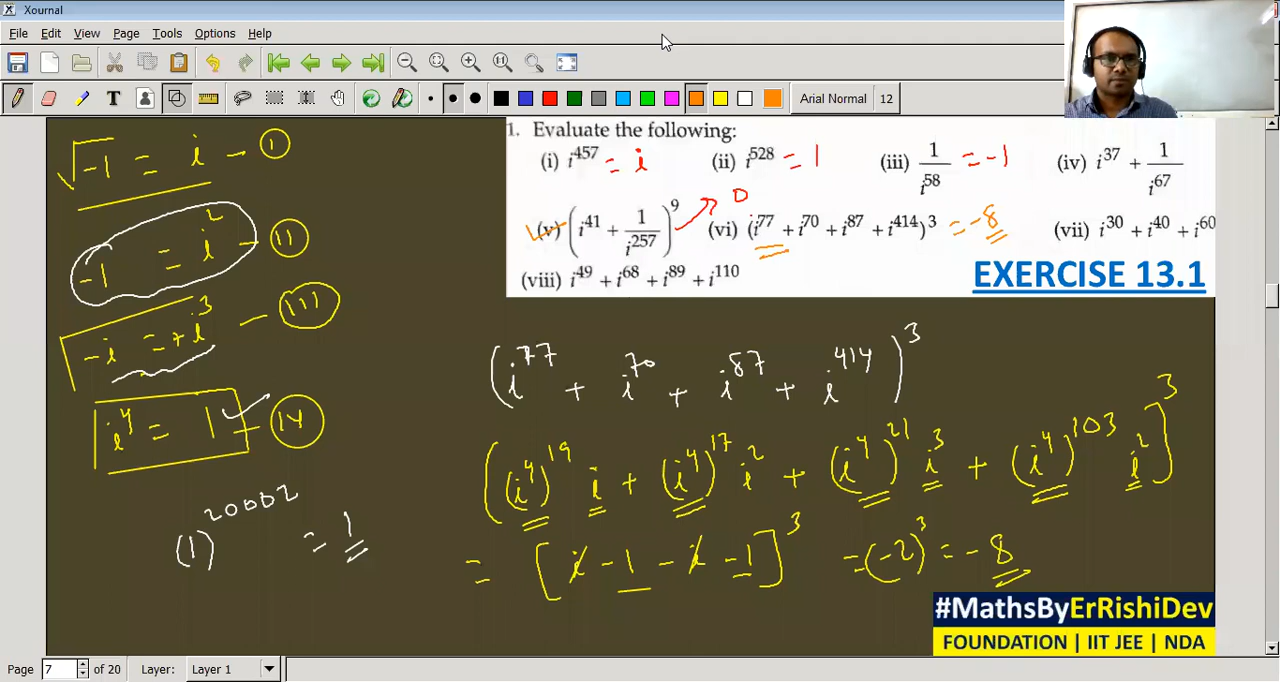 Xournal
File Edit View Page Tools Options Help
Arial Normal 12
1. Evaluate the following:
(i) i^457 = i (ii) i^528 = 1 (iii) 1/i^58 = -1 (iv) i^37 + 1/i^67
(v) (i^41 + 1/i^257)^9 → 0 (vi) (i^77 + i^70 + i^87 + i^414)^3 = -8 (vii) i^30 + i^40 + i^60
(viii) i^49 + i^68 + i^89 + i^110
EXERCISE 13.1
√-1 = i - (1)
-1 = i^2 - (11)
-i = +i^3 - (111)
i^4 = 1 - (14)
(1)^20002 = 1
(i^77 + i^70 + i^87 + i^414)^3
((i^4)^19 i + (i^4)^17 i^2 + (i^4)^21 i^3 + (i^4)^103 i^2]^3
= [i - 1 - i - 1]^3 = (-2)^3 = -8
#MathsByErRishiDev
FOUNDATION | IIT JEE | NDA
Page 7 of 20 Layer: Layer 1